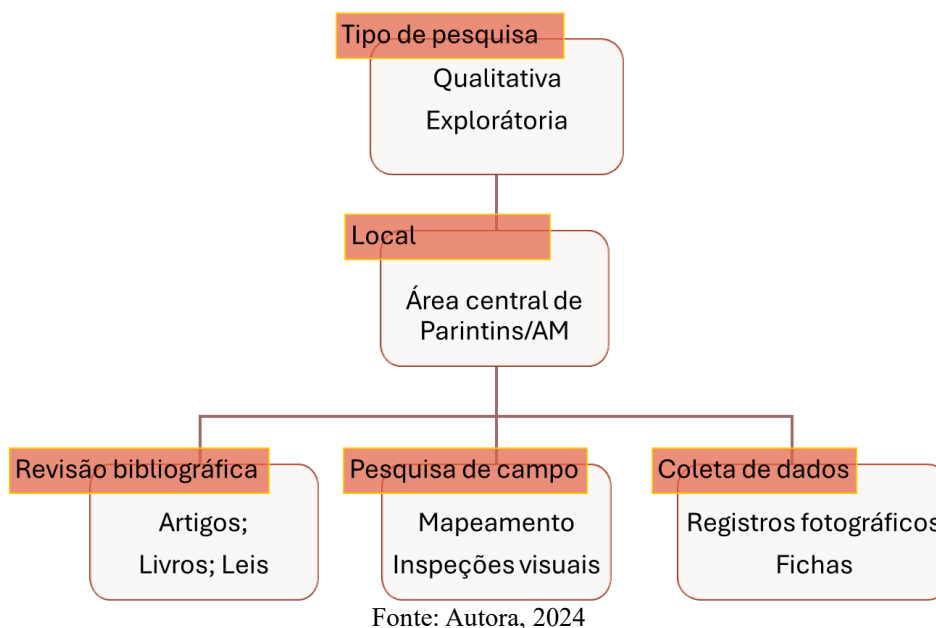 Tipo de pesquisa
Qualitativa
Explorátoria
Local
Área central de
Parintins/AM
Revisão bibliográfica
Artigos;
Livros; Leis
Pesquisa de campo
Mapeamento
Inspeções visuais
Coleta de dados
Registros fotográficos
Fichas
Fonte: Autora, 2024